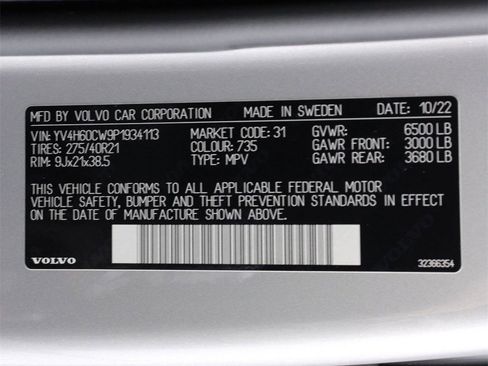 MFD BY VOLVO CAR CORPORATION MADE IN SWEDEN DATE: 10/22
VIN: YV4H60CW9P1934113 MARKET CODE: 31 GVWR: 6500 LB
TIRES: 275/40R21 COLOUR: 735 GAWR FRONT: 3000 LB
RIM: 9Jx21x38.5 TYPE: MPV GAWR REAR: 3680 LB
THIS VEHICLE CONFORMS TO ALL APPLICABLE FEDERAL MOTOR
VEHICLE SAFETY, BUMPER AND THEFT PREVENTION STANDARDS IN EFFECT
ON THE DATE OF MANUFACTURE SHOWN ABOVE.
VOLVO 32366354